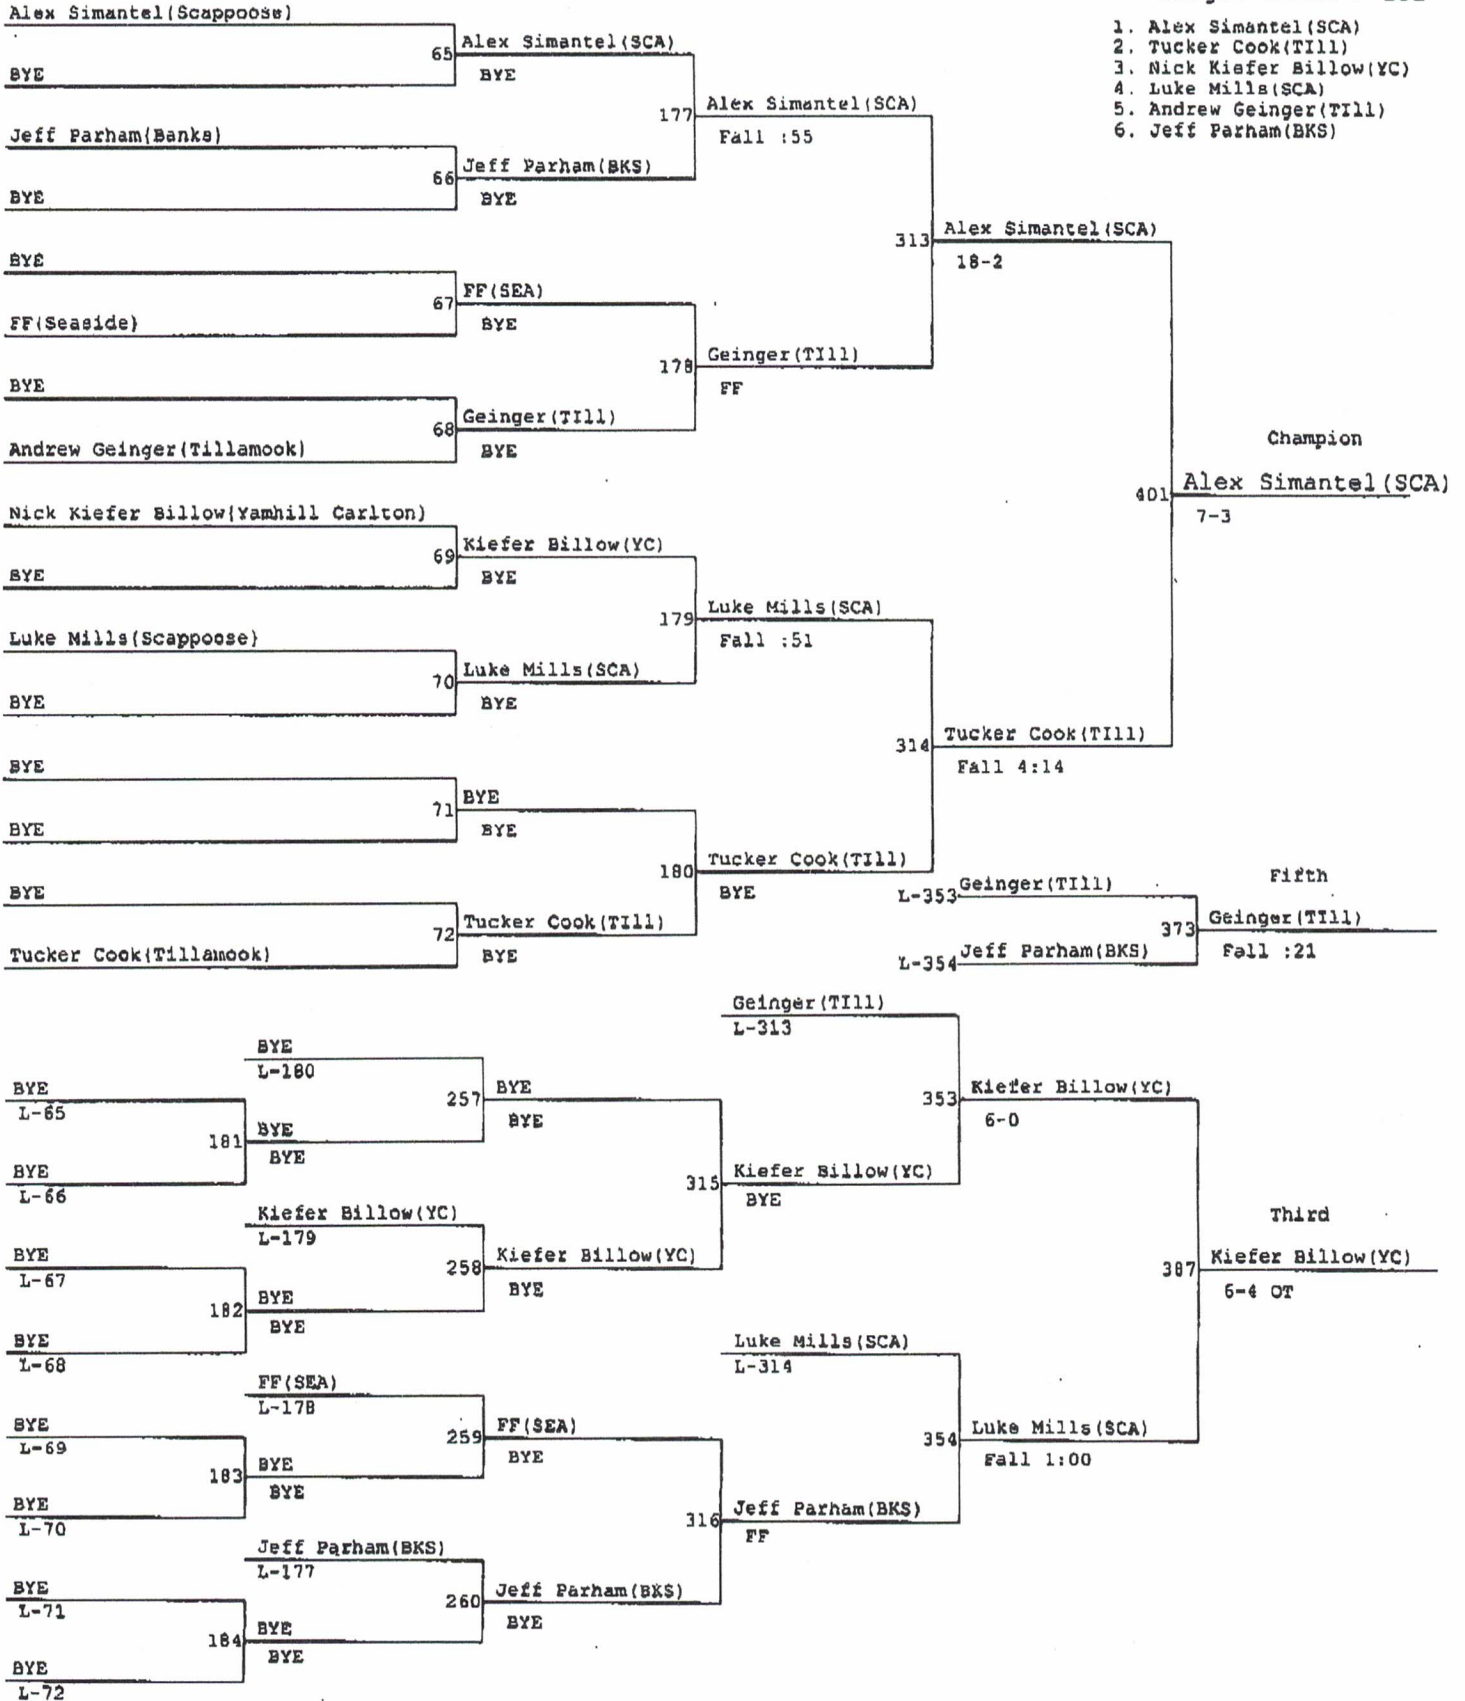 Alex Simantel(Scappoose)
BYE
Jeff Parham(Banks)
BYE
BYE
FF(Seaside)
BYE
Andrew Geinger(Tillamook)
Nick Kiefer Billow(Yamhill Carlton)
BYE
Luke Mills(Scappoose)
BYE
BYE
BYE
BYE
Tucker Cook(Tillamook)
65
Alex Simantel(SCA)
BYE
66
Jeff Parham(BKS)
BYE
67
FF(SEA)
BYE
68
Geinger(TIll)
BYE
69
Kiefer Billow(YC)
BYE
70
Luke Mills(SCA)
BYE
71
BYE
BYE
72
Tucker Cook(TIll)
BYE
177
Alex Simantel(SCA)
Fall :55
178
Geinger(TIll)
FF
179
Luke Mills(SCA)
Fall :51
180
Tucker Cook(TIll)
BYE
313
Alex Simantel(SCA)
18-2
314
Tucker Cook(TIll)
Fall 4:14
Champion
401
Alex Simantel(SCA)
7-3
1. Alex Simantel(SCA)
2. Tucker Cook(TIll)
3. Nick Kiefer Billow(YC)
4. Luke Mills(SCA)
5. Andrew Geinger(TIll)
6. Jeff Parham(BKS)
L-353
Geinger(TIll)
L-354
Jeff Parham(BKS)
Fifth
373
Geinger(TIll)
Fall :21
BYE
L-65
BYE
L-66
BYE
L-67
BYE
L-68
BYE
L-69
BYE
L-70
BYE
L-71
BYE
L-72
BYE
L-180
181
BYE
BYE
Kiefer Billow(YC)
L-179
182
BYE
BYE
FF(SEA)
L-178
183
BYE
BYE
Jeff Parham(BKS)
L-177
184
BYE
BYE
257
BYE
BYE
258
Kiefer Billow(YC)
BYE
259
FF(SEA)
BYE
260
Jeff Parham(BKS)
BYE
Geinger(TIll)
L-313
315
Kiefer Billow(YC)
BYE
Luke Mills(SCA)
L-314
316
Jeff Parham(BKS)
FF
353
Kiefer Billow(YC)
6-0
354
Luke Mills(SCA)
Fall 1:00
Third
387
Kiefer Billow(YC)
6-4 OT